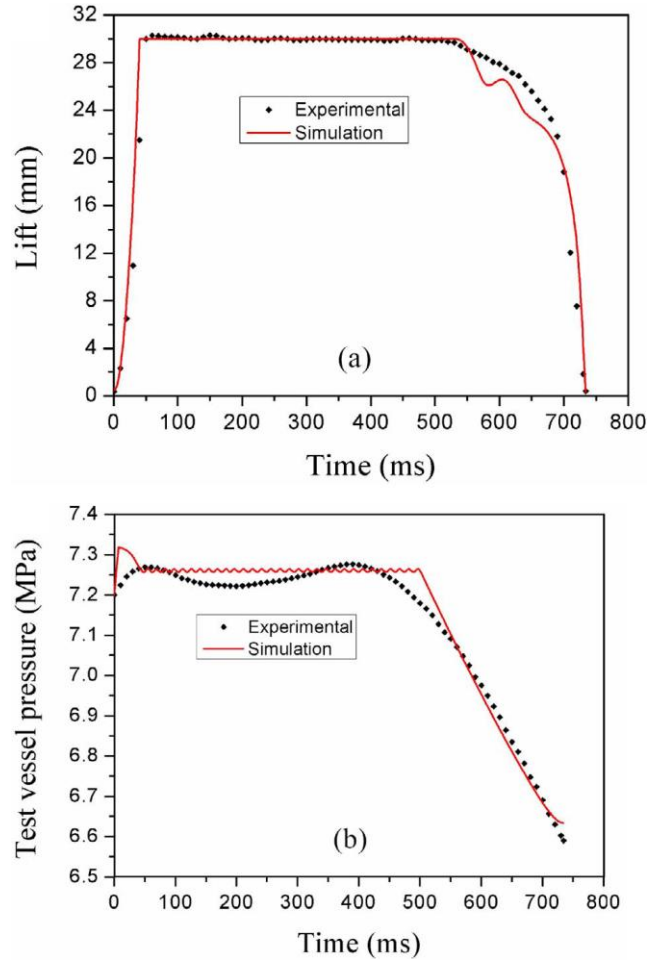 32
28
24
20
16
12
8
4
0
Lift (mm)
Experimental
Simulation
(a)
0 100 200 300 400 500 600 700 800
Time (ms)
7.4
7.3
7.2
7.1
7.0
6.9
6.8
6.7
6.6
6.5
Test vessel pressure (MPa)
Experimental
Simulation
(b)
0 100 200 300 400 500 600 700 800
Time (ms)